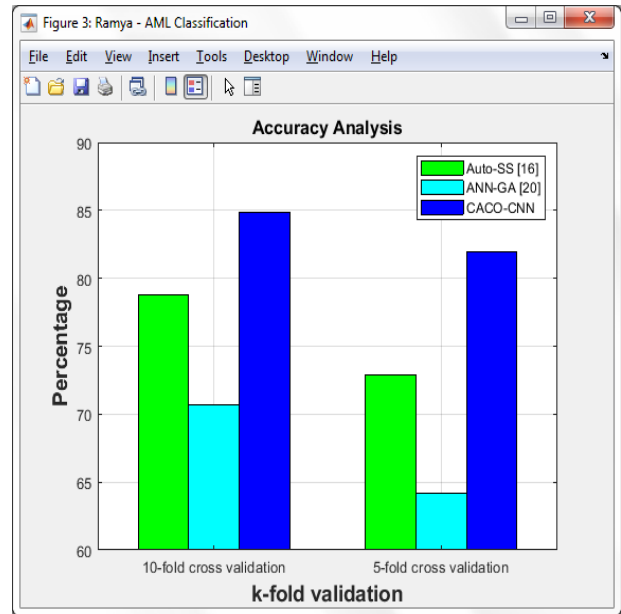 Figure 3: Ramya - AML Classification
File Edit View Insert Tools Desktop Window Help
Accuracy Analysis
Auto-SS [16]
ANN-GA [20]
CACO-CNN
90
85
80
75
70
65
60
Percentage
10-fold cross validation 5-fold cross validation
k-fold validation